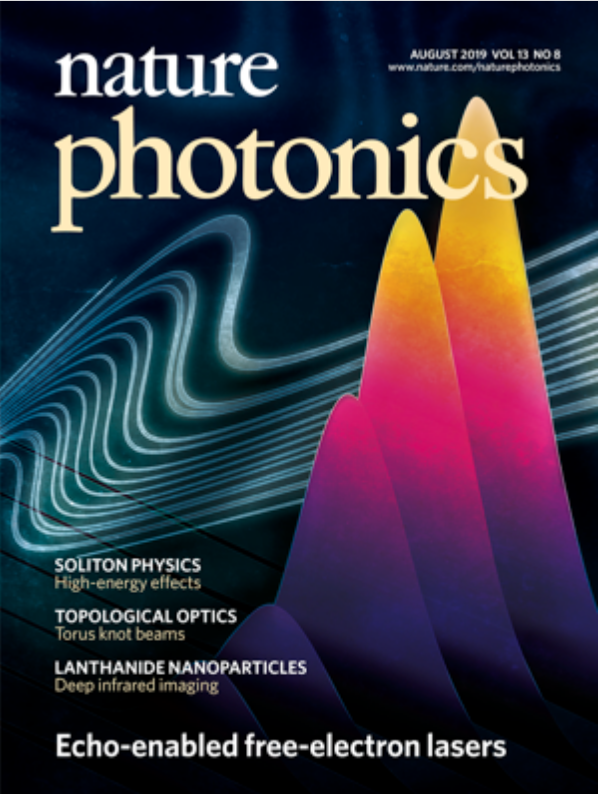 AUGUST 2019 VOL 13 NO 8
www.nature.com/naturephotonics
nature
photonics
SOLITON PHYSICS
High-energy effects
TOPOLOGICAL OPTICS
Torus knot beams
LANTHANIDE NANOPARTICLES
Deep infrared imaging
Echo-enabled free-electron lasers